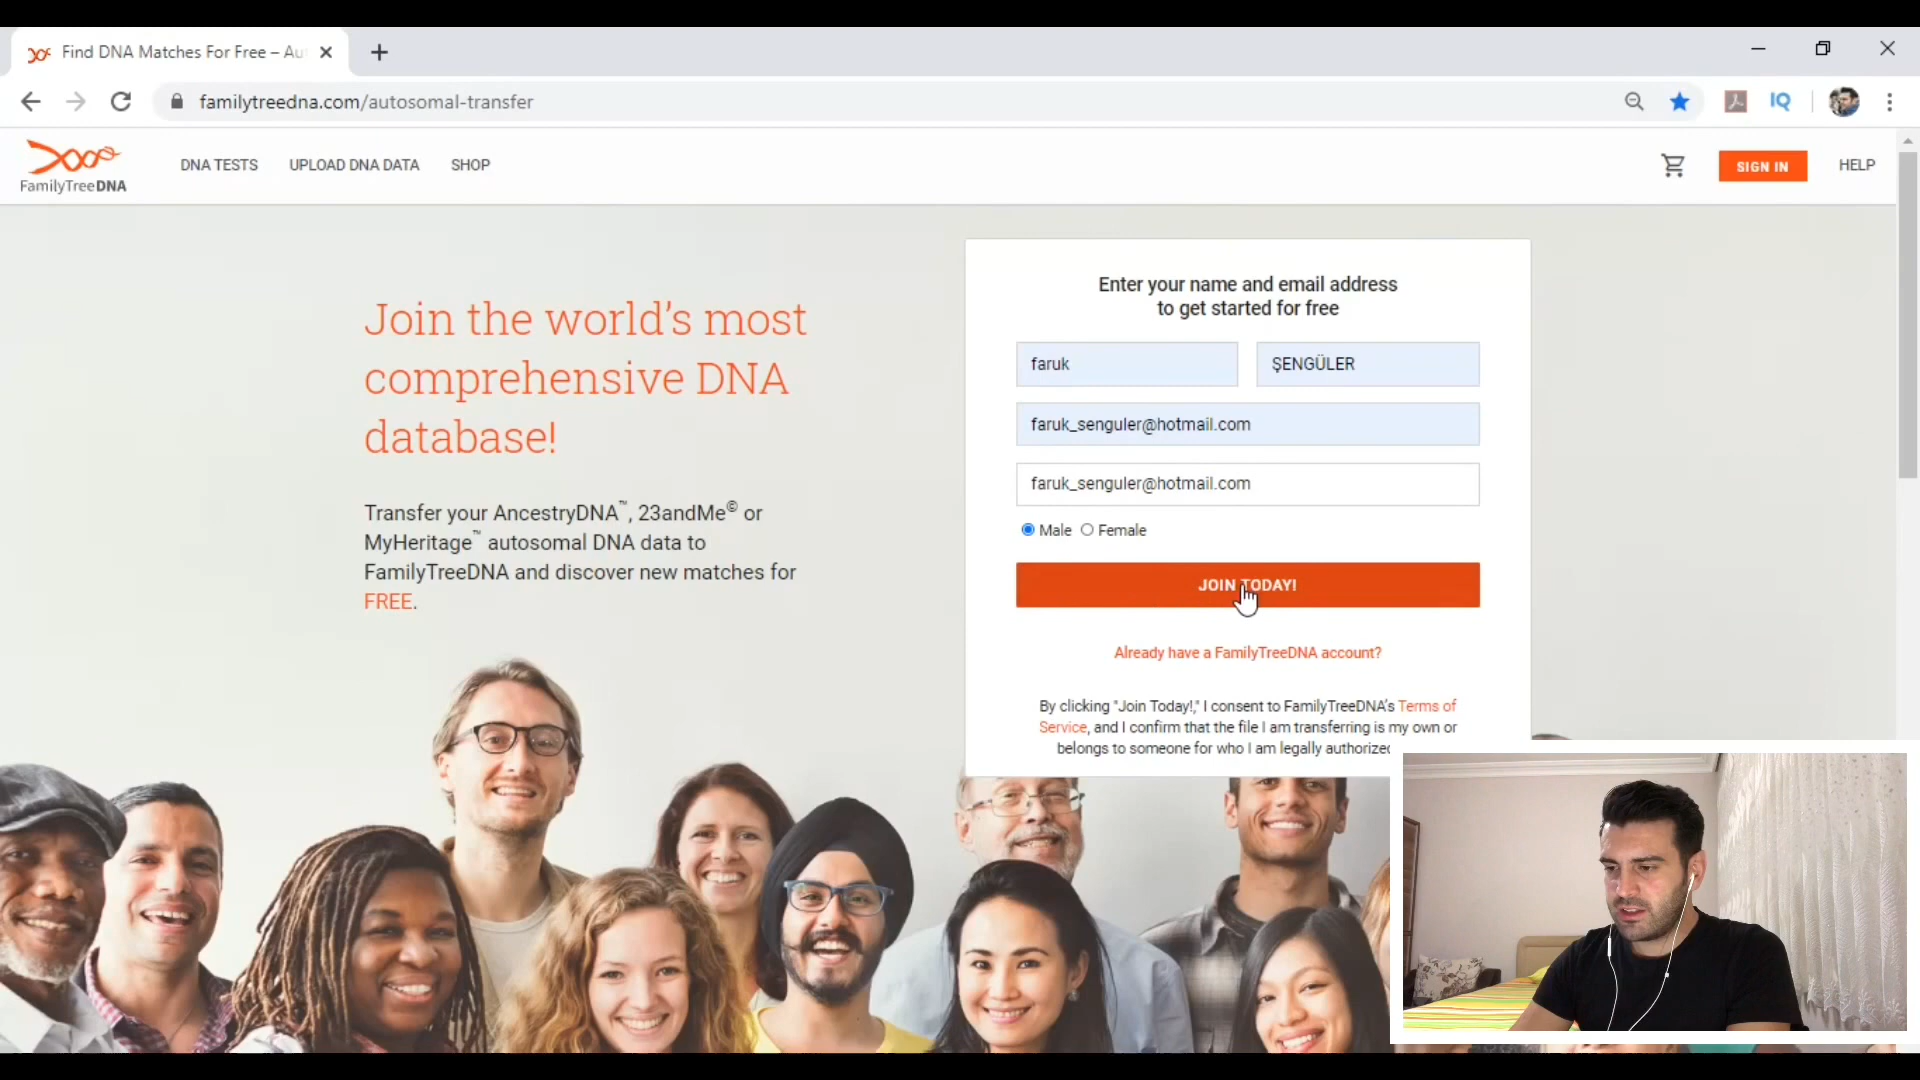 Find DNA Matches For Free – Au
familytreedna.com/autosomal-transfer
IQ
FamilyTreeDNA
DNA TESTS
UPLOAD DNA DATA
SHOP
SIGN IN
HELP
Join the world's most
comprehensive DNA
database!
Transfer your AncestryDNA™, 23andMe© or
MyHeritage™ autosomal DNA data to
FamilyTreeDNA and discover new matches for
FREE.
Enter your name and email address
to get started for free
faruk
ŞENGÜLER
faruk_senguler@hotmail.com
faruk_senguler@hotmail.com
Male
Female
JOIN TODAY!
Already have a FamilyTreeDNA account?
By clicking "Join Today!," I consent to FamilyTreeDNA's Terms of
Service, and I confirm that the file I am transferring is my own or
belongs to someone for who I am legally authorized